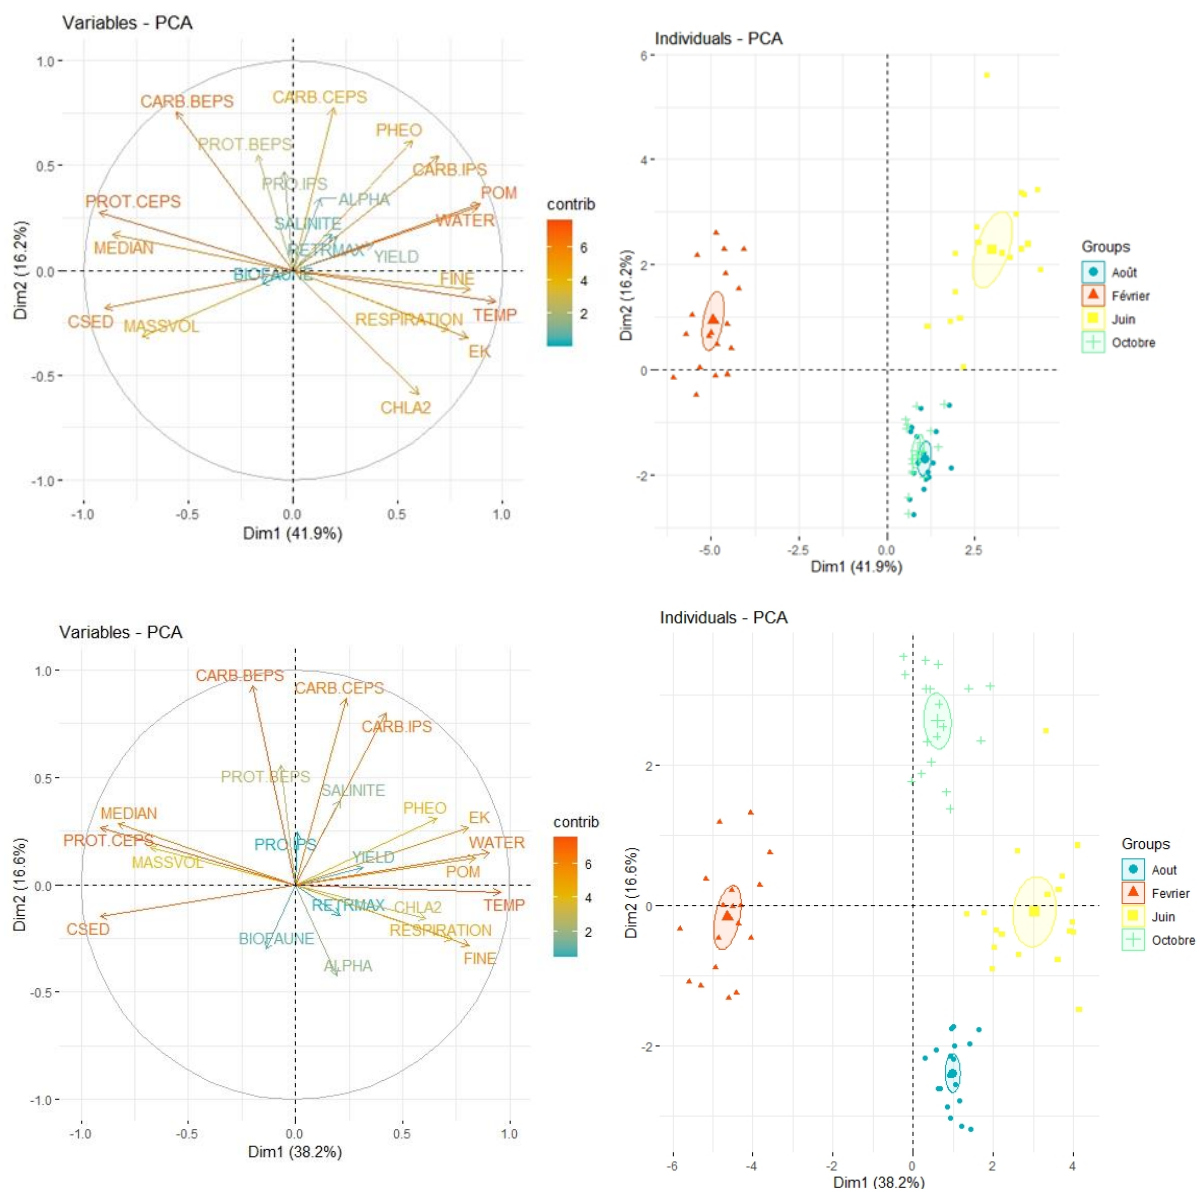 Variables - PCA
1.0
0.5
0.0
-0.5
-1.0
Dim2 (16.2%)
CARB.BEPS
CARB.CEPS
PHEO
PROT.BEPS
CARB.IPS
PRO.IPS
POM
ALPHA
PROT.CEPS
WATER
SALINITE
MEDIAN
RETRMAX
YIELD
BIOFAUNE
FINE
CSED
MASSVOL
RESPIRATION
TEMP
EK
CHLA2
-1.0 -0.5 0.0 0.5 1.0
Dim1 (41.9%)
contrib
6
4
2
Individuals - PCA
6
4
2
0
-2
Dim2 (16.2%)
-5.0 -2.5 0.0 2.5
Dim1 (41.9%)
Groups
Août
Février
Juin
Octobre
Variables - PCA
1.0
0.5
0.0
-0.5
-1.0
Dim2 (16.6%)
CARB.BEPS
CARB.CEPS
CARB.IPS
PROT.BEPS
SALINITE
MEDIAN
PHEO
EK
PROT.CEPS
PRO.IPS
WATER
MASSVOL
YIELD
POM
RETRMAX
CHLA2
TEMP
CSED
BIOFAUNE
RESPIRATION
ALPHA
FINE
-1.0 -0.5 0.0 0.5 1.0
Dim1 (38.2%)
contrib
6
4
2
Individuals - PCA
2
0
-2
Dim2 (16.6%)
-6 -4 -2 0 2 4
Dim1 (38.2%)
Groups
Aout
Fevrier
Juin
Octobre